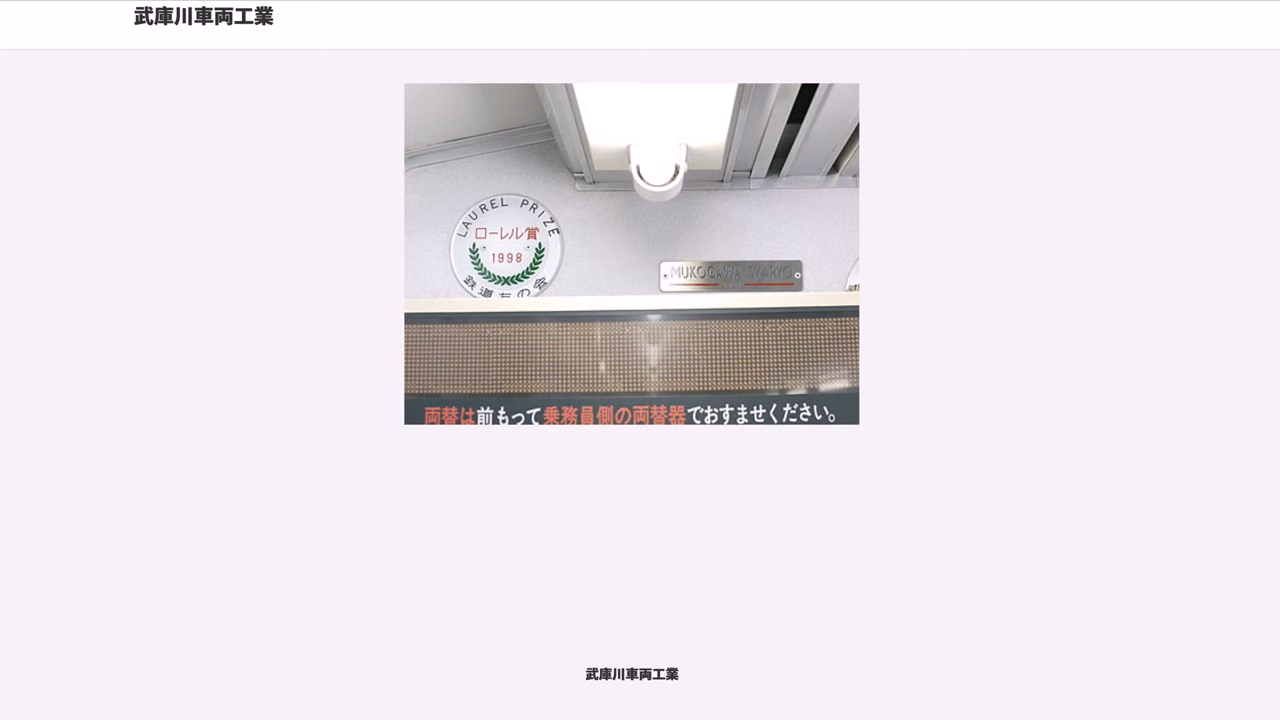 武庫川車両工業
LAUREL PRIZE
ローレル賞
1998
鉄道友の会
MUKOGAWA SYARYO
両替は前もって乗務員側の両替器でおすませください。
武庫川車両工業